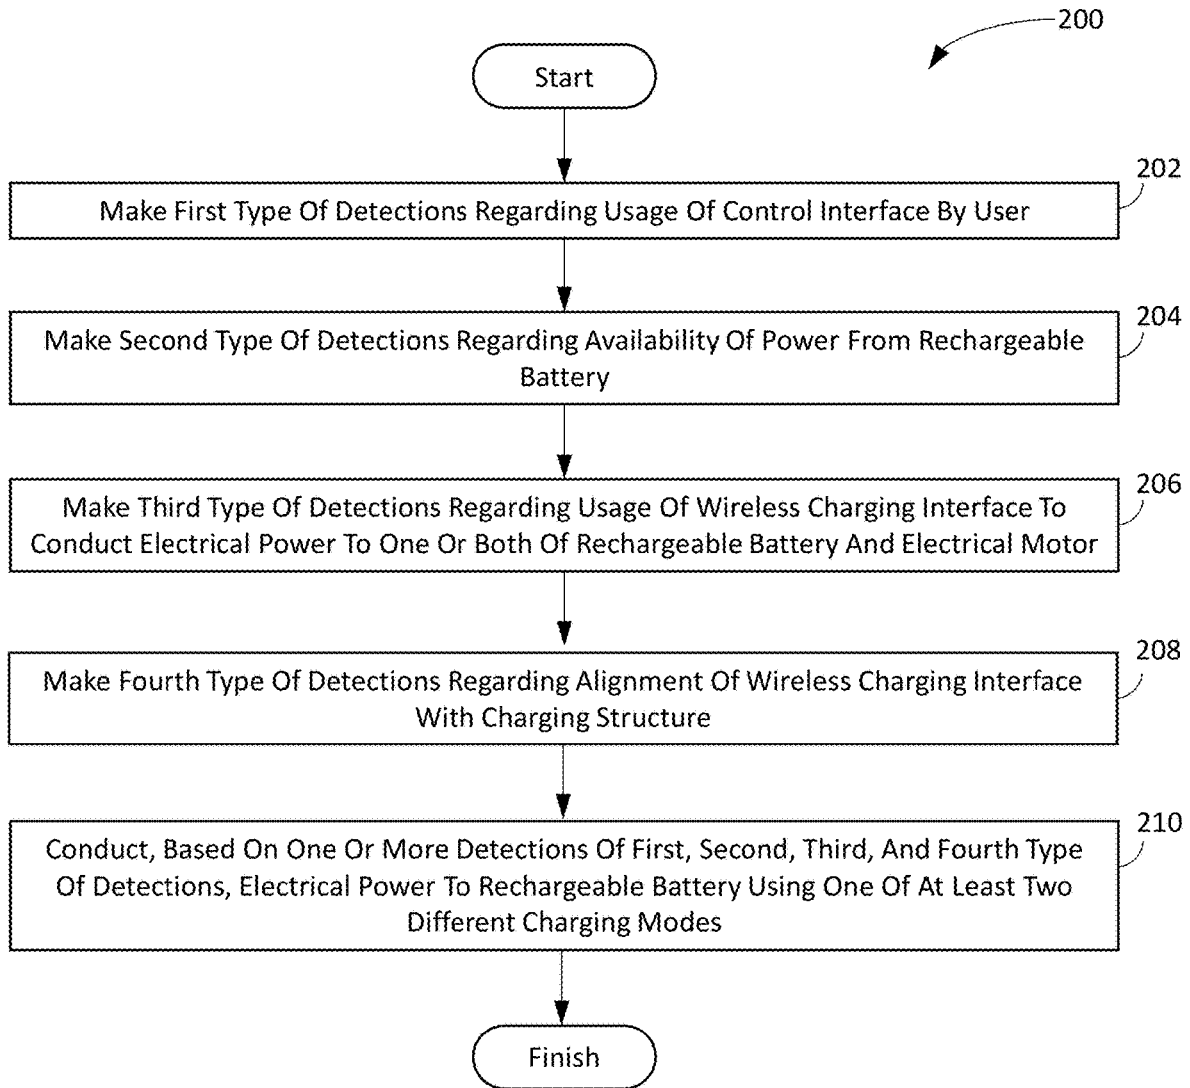 200
Start
202
Make First Type Of Detections Regarding Usage Of Control Interface By User
204
Make Second Type Of Detections Regarding Availability Of Power From Rechargeable
Battery
206
Make Third Type Of Detections Regarding Usage Of Wireless Charging Interface To
Conduct Electrical Power To One Or Both Of Rechargeable Battery And Electrical Motor
208
Make Fourth Type Of Detections Regarding Alignment Of Wireless Charging Interface
With Charging Structure
210
Conduct, Based On One Or More Detections Of First, Second, Third, And Fourth Type
Of Detections, Electrical Power To Rechargeable Battery Using One Of At Least Two
Different Charging Modes
Finish